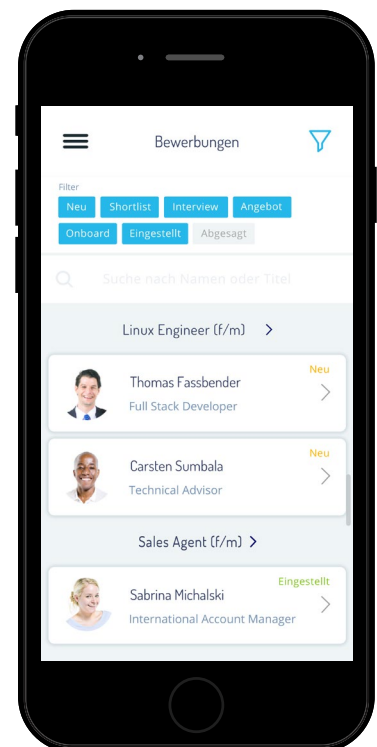 Bewerbungen
Filter
Neu Shortlist Interview Angebot
Onboard Eingestellt Abgesagt
Suche nach Namen oder Titel
Linux Engineer (f/m) >
Neu
Thomas Fassbender
Full Stack Developer
Neu
Carsten Sumbala
Technical Advisor
Sales Agent (f/m) >
Eingestellt
Sabrina Michalski
International Account Manager